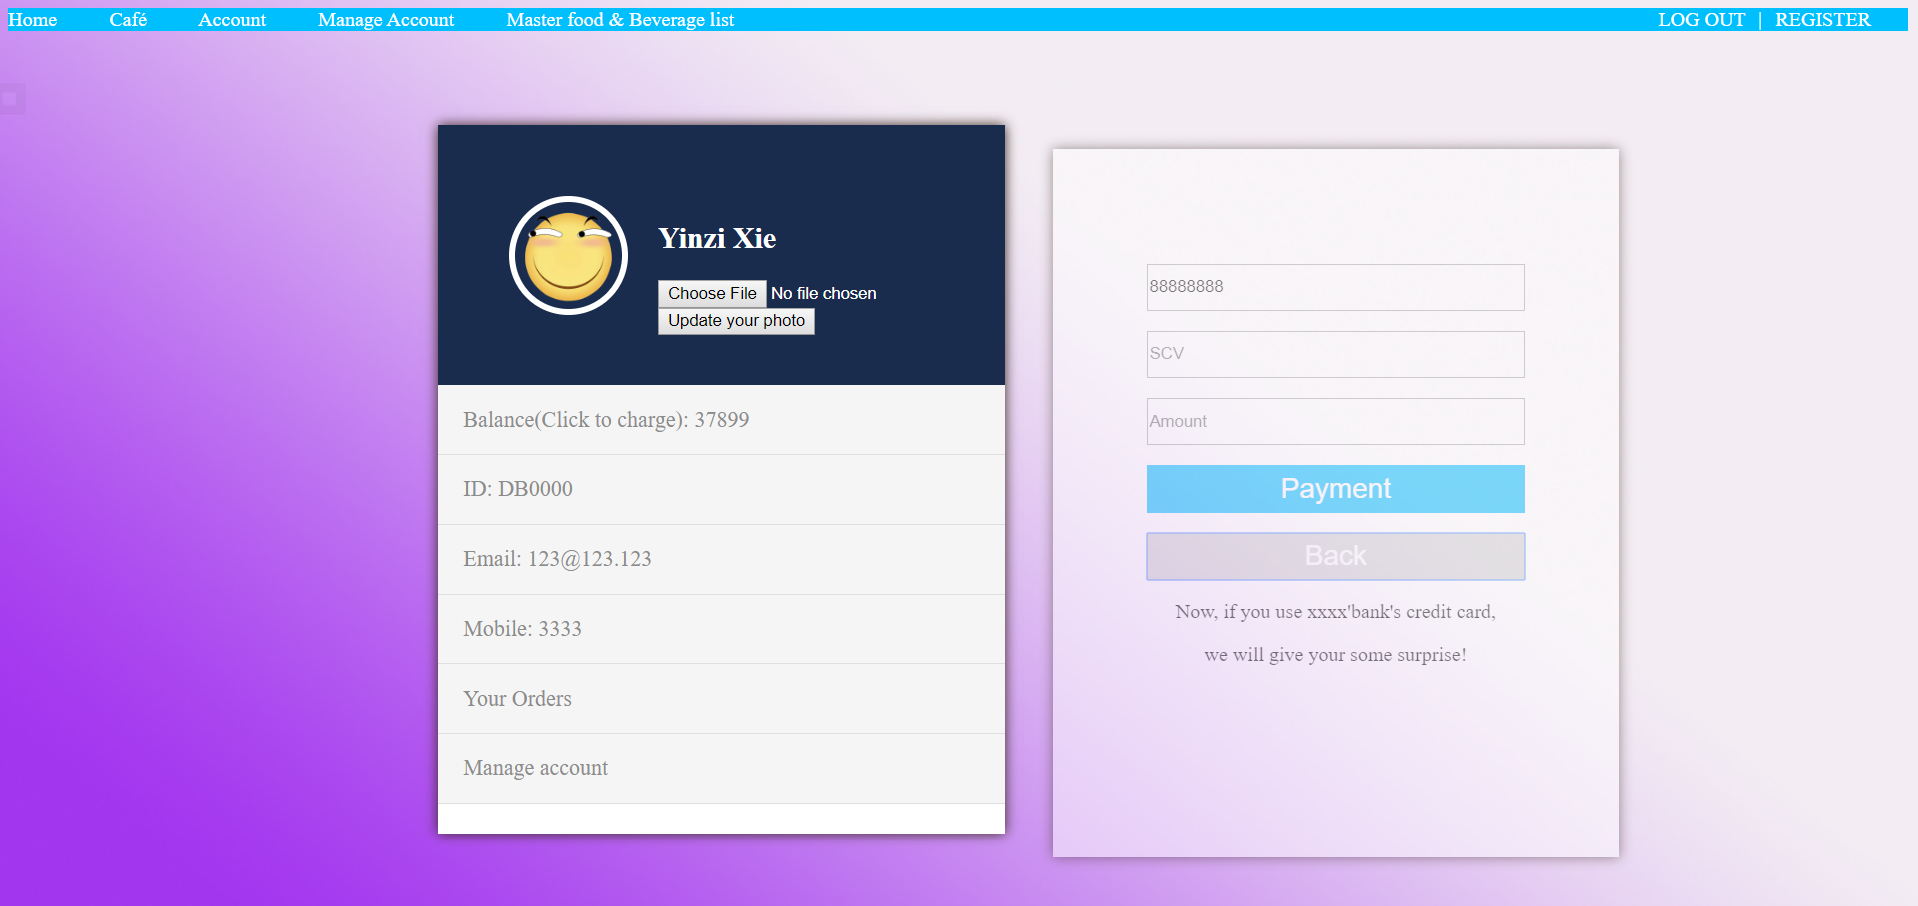 Home Café Account Manage Account Master food & Beverage list LOG OUT | REGISTER
Yinzi Xie
Choose File No file chosen
Update your photo
Balance(Click to charge): 37899
ID: DB0000
Email: 123@123.123
Mobile: 3333
Your Orders
Manage account
88888888
SCV
Amount
Payment
Back
Now, if you use xxxx'bank's credit card,
we will give your some surprise!